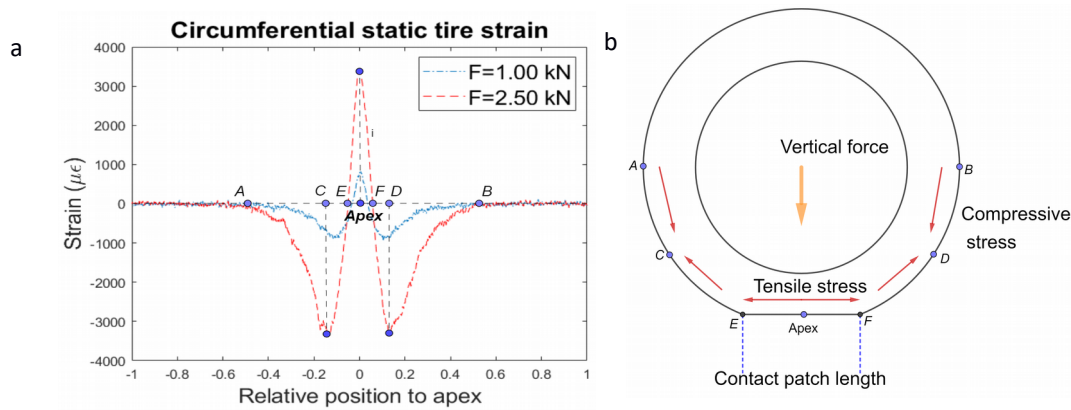 a
Circumferential static tire strain
F=1.00 kN
F=2.50 kN
4000
3000
2000
1000
0
-1000
-2000
-3000
-4000
Strain (με)
A
C
E
F
D
B
Apex
i
-1
-0.8
-0.6
-0.4
-0.2
0
0.2
0.4
0.6
0.8
1
Relative position to apex
b
Vertical force
A
B
Compressive
stress
C
D
Tensile stress
E
Apex
F
Contact patch length